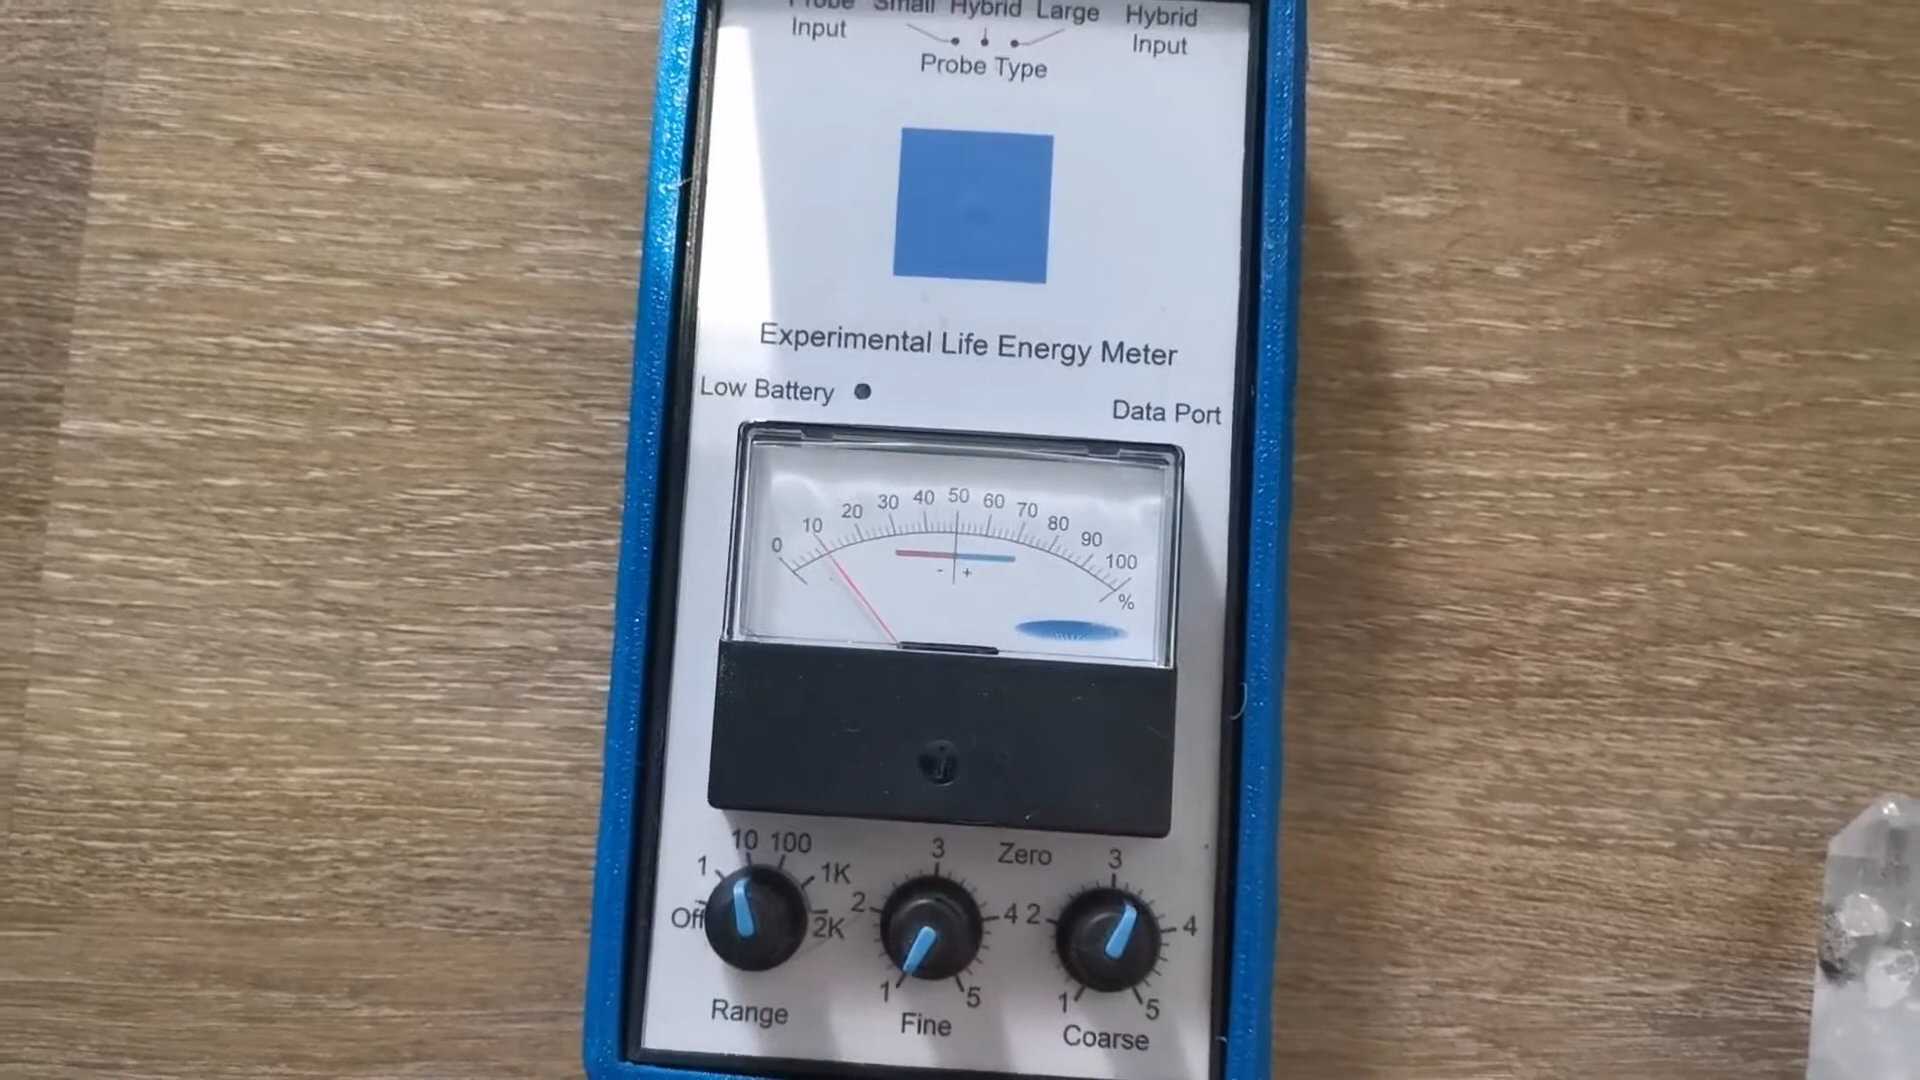 Probe Small Hybrid Large Hybrid
Input Input
Probe Type
Experimental Life Energy Meter
Low Battery
Data Port
0 10 20 30 40 50 60 70 80 90 100
- +
%
10 100
1 1K
Off 2K
Range
3
2 4
1 5
Fine
Zero
3
2 4
1 5
Coarse